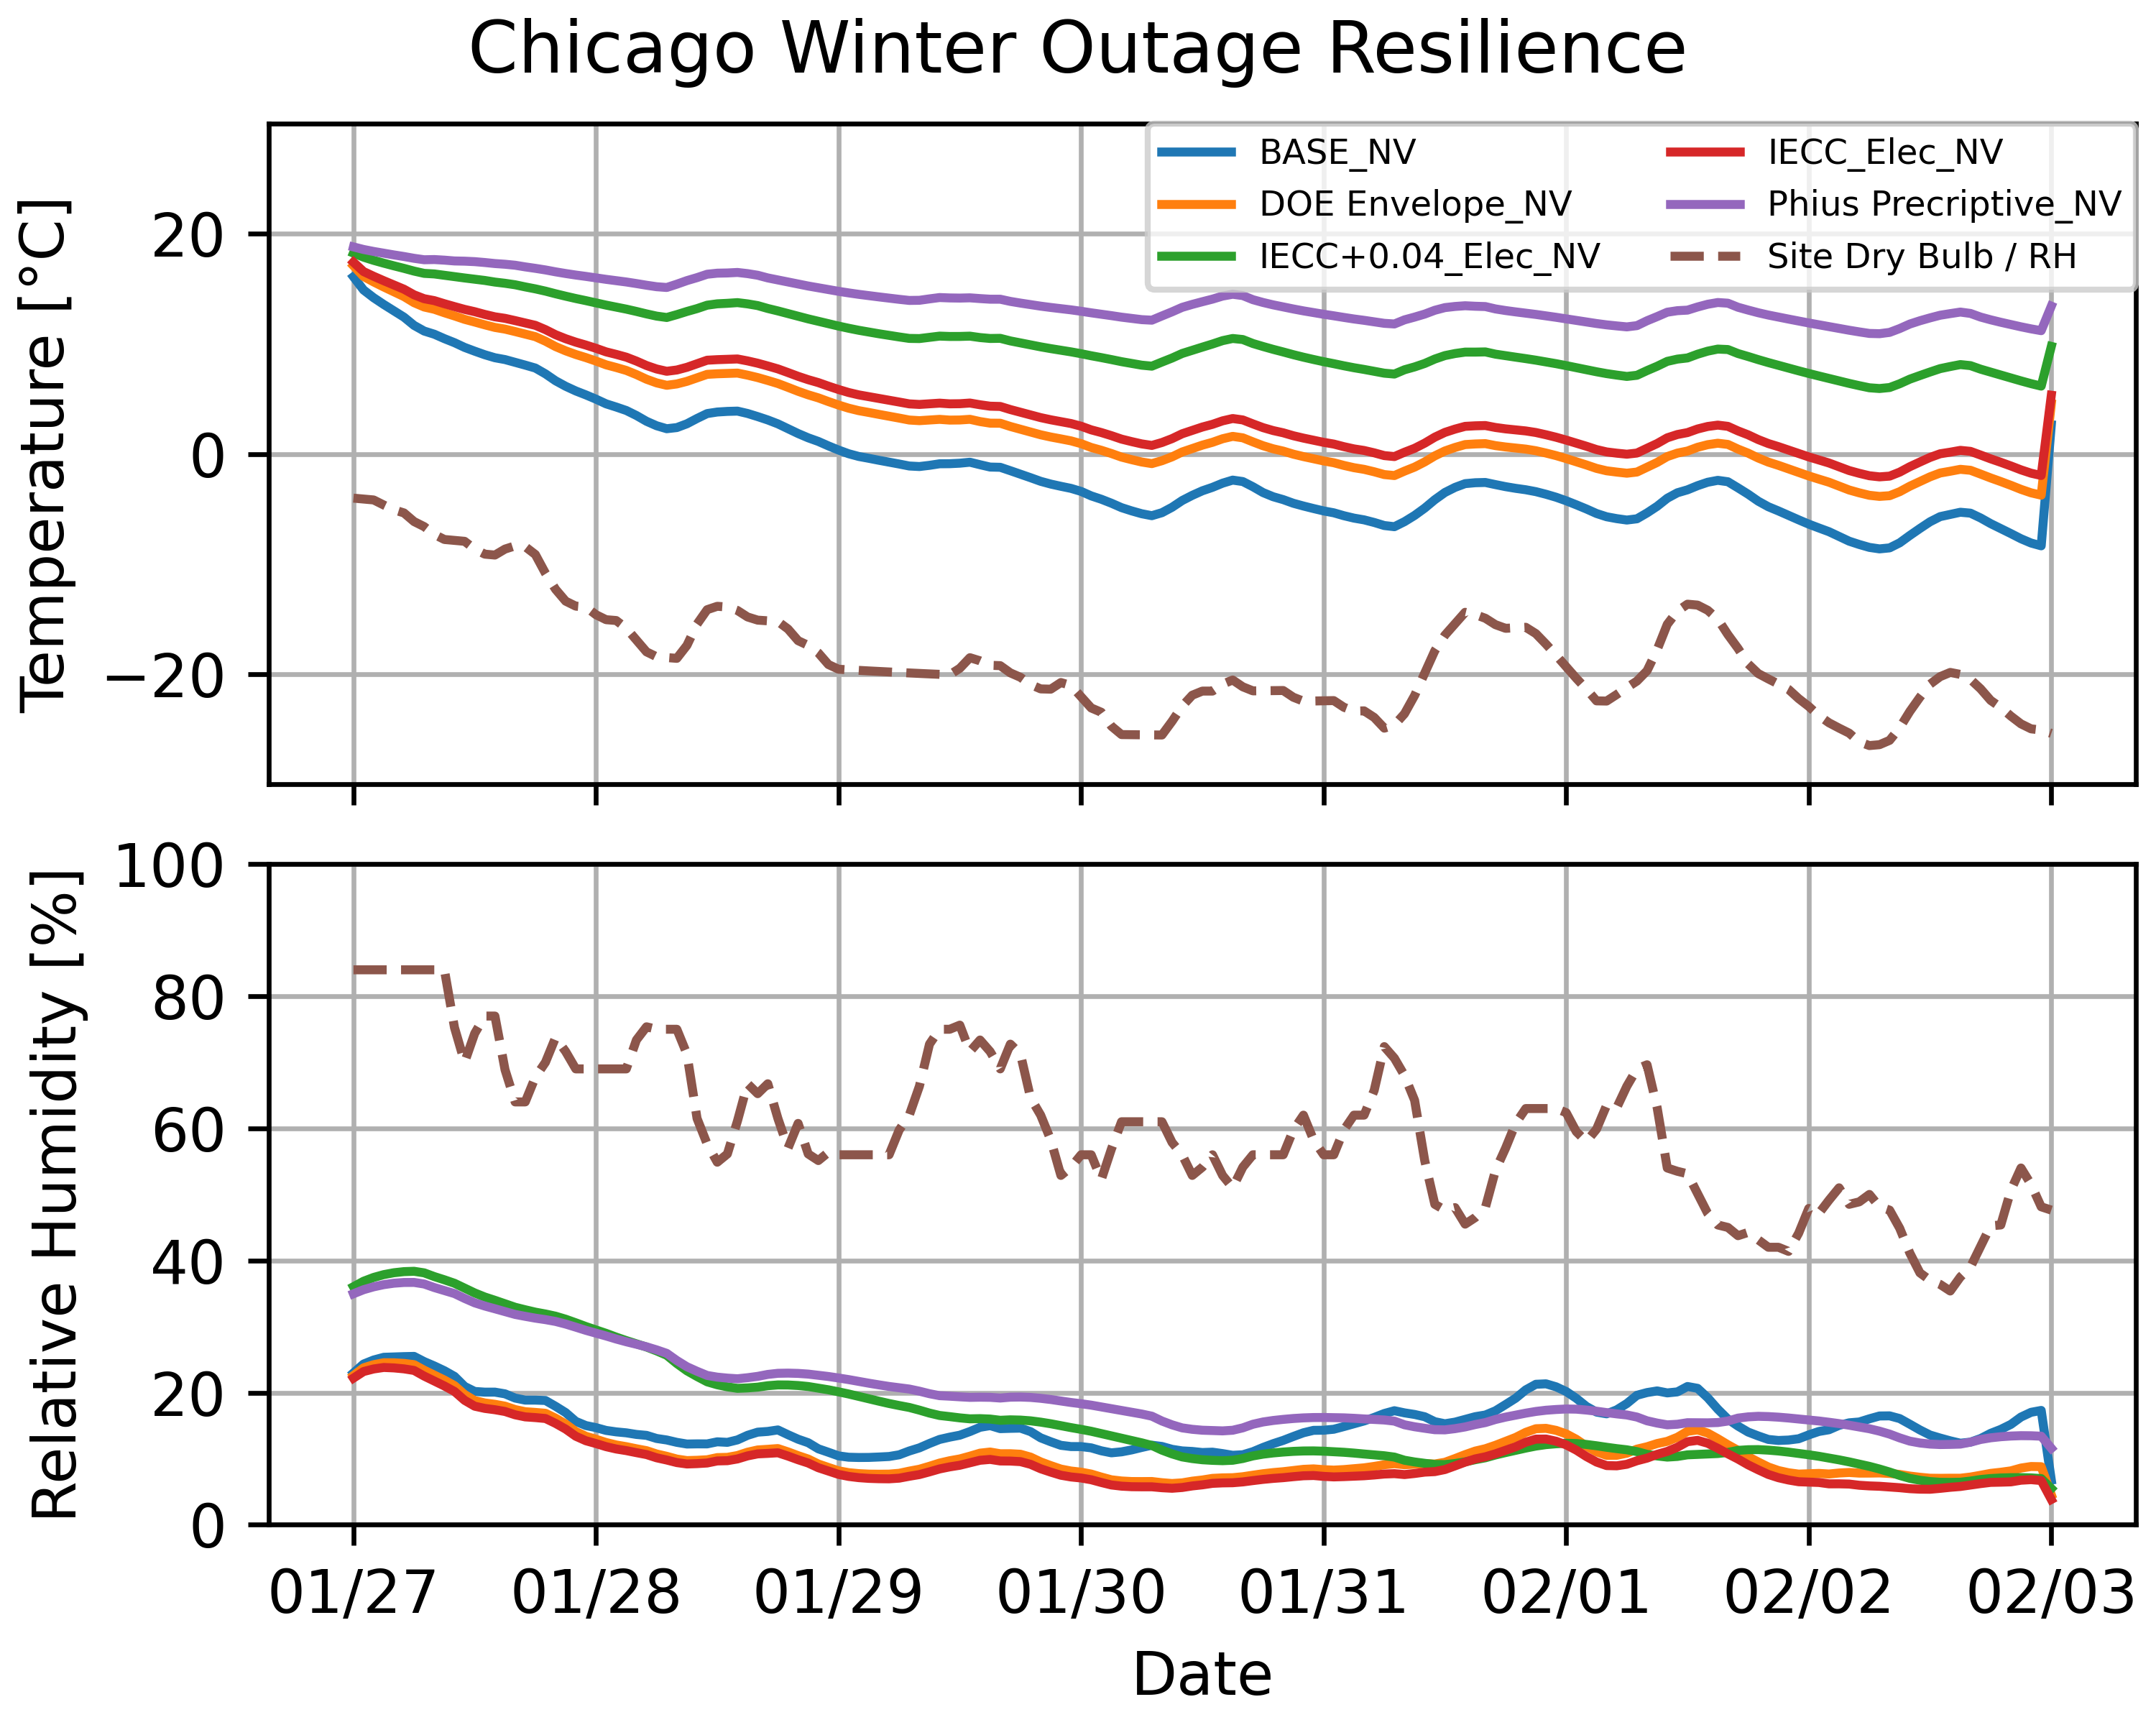 Chicago Winter Outage Resilience
BASE_NV
DOE Envelope_NV
IECC+0.04_Elec_NV
IECC_Elec_NV
Phius Precriptive_NV
Site Dry Bulb / RH
Temperature [°C]
20
0
−20
Relative Humidity [%]
100
80
60
40
20
0
01/27 01/28 01/29 01/30 01/31 02/01 02/02 02/03
Date